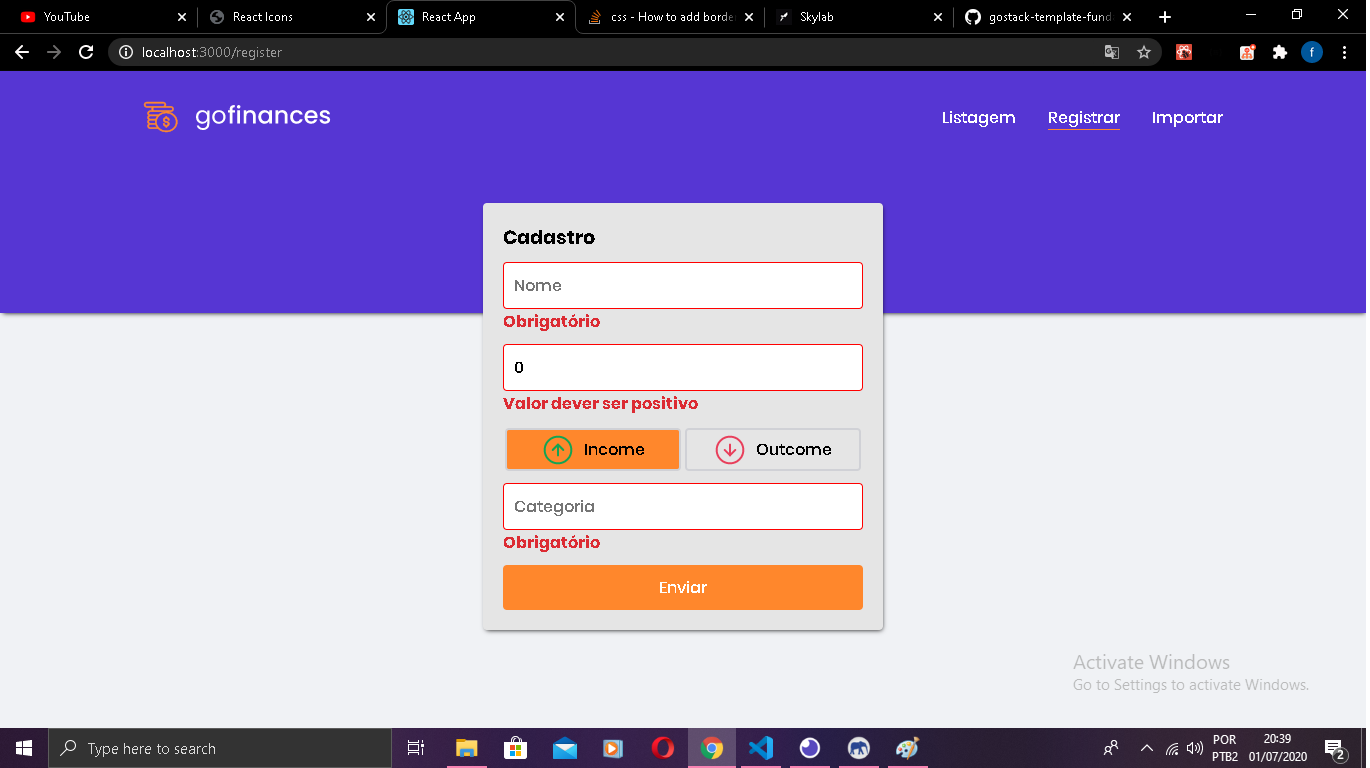 YouTube
React Icons
React App
css - How to add borde
Skylab
gostack-template-fund
localhost:3000/register
f
gofinances
Listagem
Registrar
Importar
Cadastro
Nome
Obrigatório
0
Valor dever ser positivo
Income
Outcome
Categoria
Obrigatório
Enviar
Activate Windows
Go to Settings to activate Windows.
Type here to search
POR
PTB2
20:39
01/07/2020
2